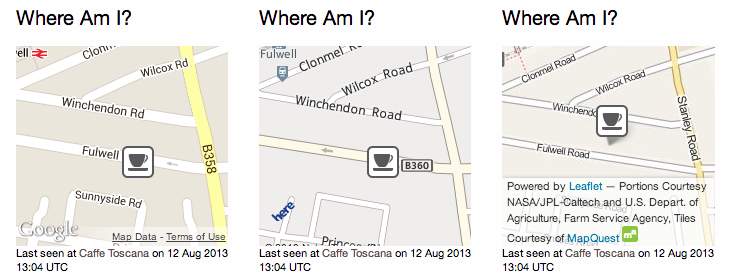 Where Am I?
well
Clonm
Wilcox Rd
Winchendon Rd
Fulwell
B358
Sunnyside Rd
Google
Map Data - Terms of Use
Last seen at Caffe Toscana on 12 Aug 2013
13:04 UTC
Where Am I?
Fulwell
Clonmel Roa
Wilcox Road
Winchendon Road
B360
here
Last seen at Caffe Toscana on 12 Aug 2013
13:04 UTC
Where Am I?
Clonmel Road
Wilcox Road
Winchendo
Stanley Road
Fulwell Road
Powered by Leaflet — Portions Courtesy
NASA/JPL-Caltech and U.S. Depart. of
Agriculture, Farm Service Agency, Tiles
Courtesy of MapQuest m
Last seen at Caffe Toscana on 12 Aug 2013
13:04 UTC